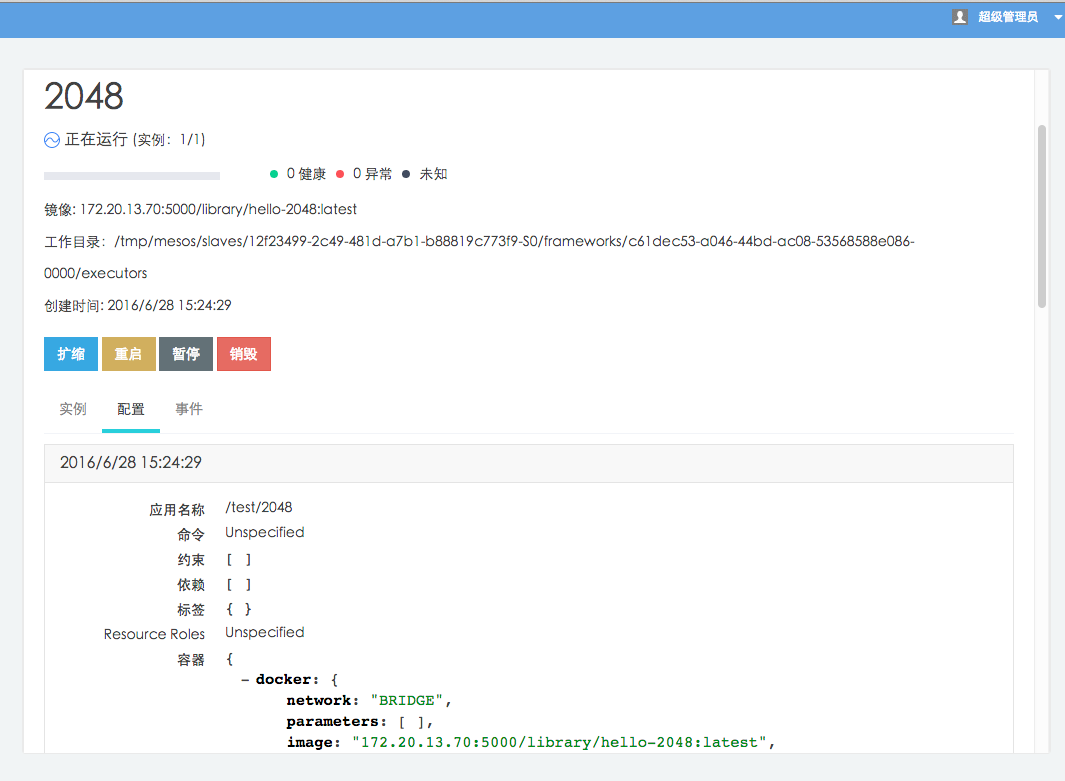 超级管理员
2048
正在运行 (实例：1/1)
0 健康 0 异常 未知
镜像: 172.20.13.70:5000/library/hello-2048:latest
工作目录：/tmp/mesos/slaves/12f23499-2c49-481d-a7b1-b88819c773f9-S0/frameworks/c61dec53-a046-44bd-ac08-53568588e086-
0000/executors
创建时间: 2016/6/28 15:24:29
扩缩 重启 暂停 销毁
实例 配置 事件
2016/6/28 15:24:29
应用名称 /test/2048
命令 Unspecified
约束 [ ]
依赖 [ ]
标签 { }
Resource Roles Unspecified
容器 {
– docker: {
network: "BRIDGE",
parameters: [ ],
image: "172.20.13.70:5000/library/hello-2048:latest",